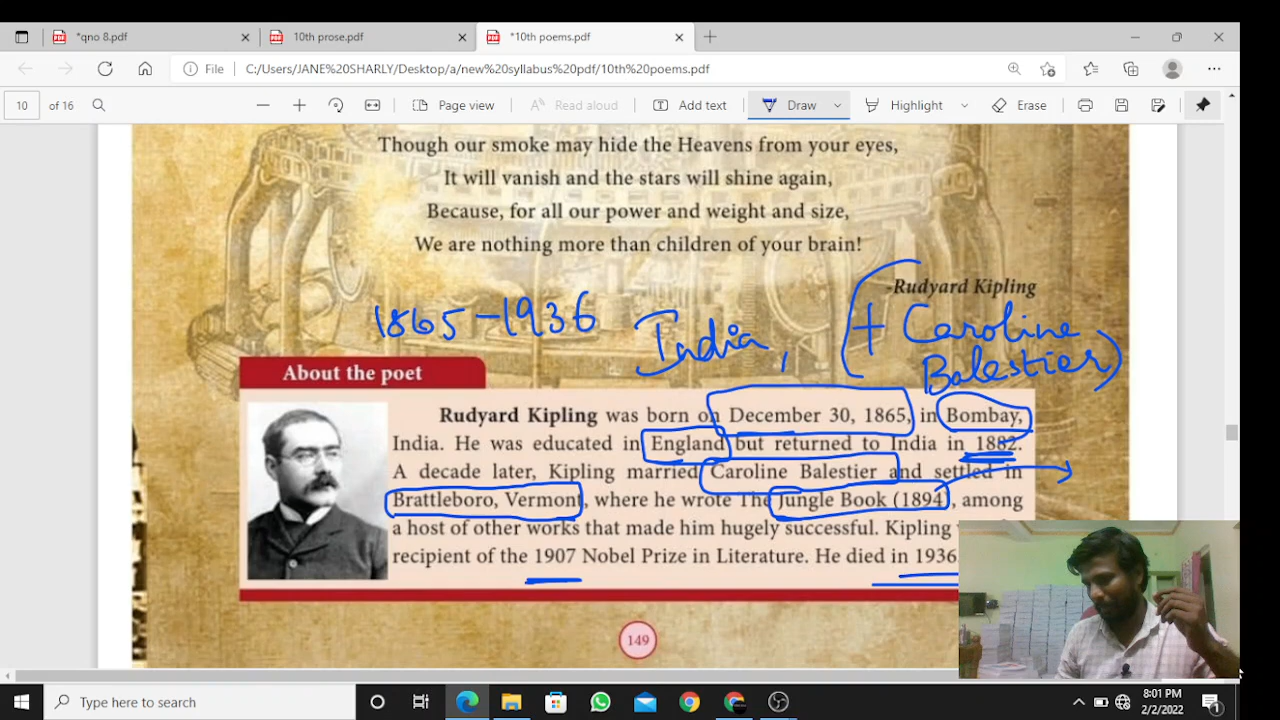 *qno 8.pdf
10th prose.pdf
*10th poems.pdf
File C:/Users/JANE%20SHARLY/Desktop/a/new%20syllabus%20pdf/10th%20poems.pdf
10 of 16
Page view
Read aloud
Add text
Draw
Highlight
Erase
Though our smoke may hide the Heavens from your eyes,
It will vanish and the stars will shine again,
Because, for all our power and weight and size,
We are nothing more than children of your brain!
-Rudyard Kipling
1865-1936 India, (+ Caroline
Balestier)
About the poet
Rudyard Kipling was born on December 30, 1865, in Bombay,
India. He was educated in England but returned to India in 1882.
A decade later, Kipling married Caroline Balestier and settled in
Brattleboro, Vermont, where he wrote The Jungle Book (1894), among
a host of other works that made him hugely successful. Kipling
recipient of the 1907 Nobel Prize in Literature. He died in 1936
149
Type here to search
8:01 PM
2/2/2022